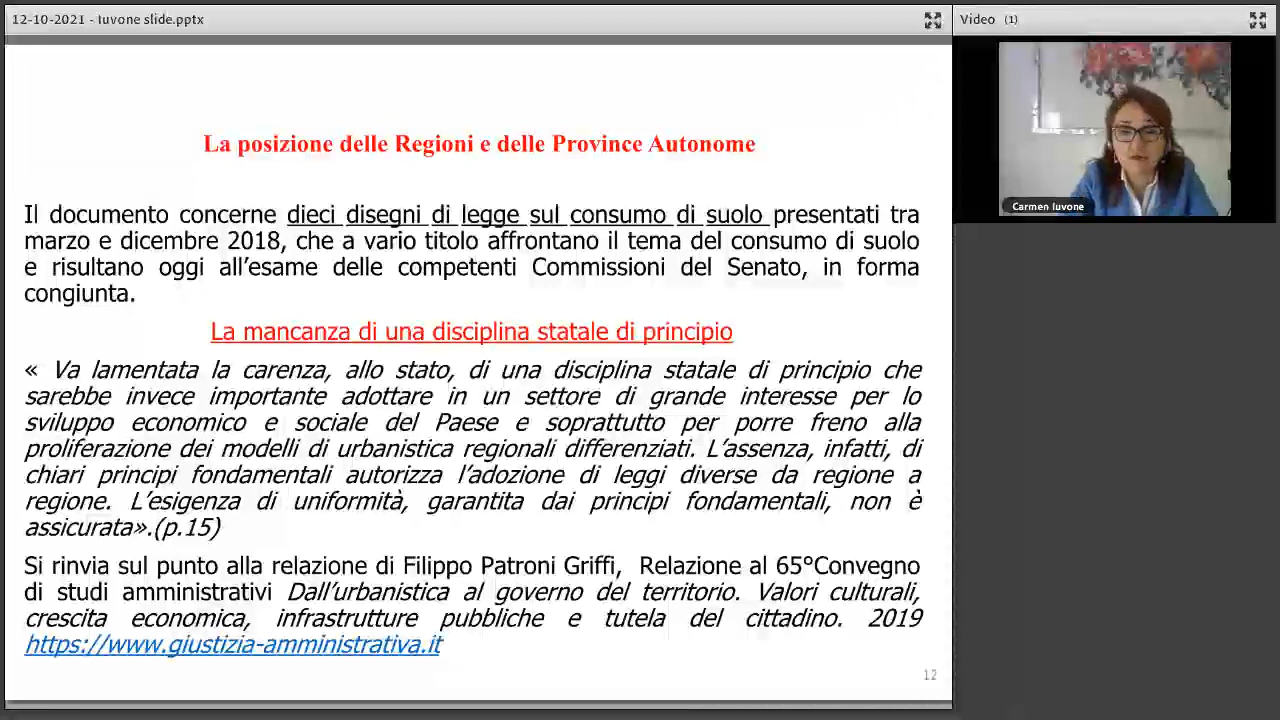 12-10-2021 - Iuvone slide.pptx
Video (1)
Carmen Iuvone
La posizione delle Regioni e delle Province Autonome
Il documento concerne dieci disegni di legge sul consumo di suolo presentati tra
marzo e dicembre 2018, che a vario titolo affrontano il tema del consumo di suolo
e risultano oggi all'esame delle competenti Commissioni del Senato, in forma
congiunta.
La mancanza di una disciplina statale di principio
« Va lamentata la carenza, allo stato, di una disciplina statale di principio che
sarebbe invece importante adottare in un settore di grande interesse per lo
sviluppo economico e sociale del Paese e soprattutto per porre freno alla
proliferazione dei modelli di urbanistica regionali differenziati. L'assenza, infatti, di
chiari principi fondamentali autorizza l'adozione di leggi diverse da regione a
regione. L'esigenza di uniformità, garantita dai principi fondamentali, non è
assicurata».(p.15)
Si rinvia sul punto alla relazione di Filippo Patroni Griffi, Relazione al 65°Convegno
di studi amministrativi Dall'urbanistica al governo del territorio. Valori culturali,
crescita economica, infrastrutture pubbliche e tutela del cittadino. 2019
https://www.giustizia-amministrativa.it
12